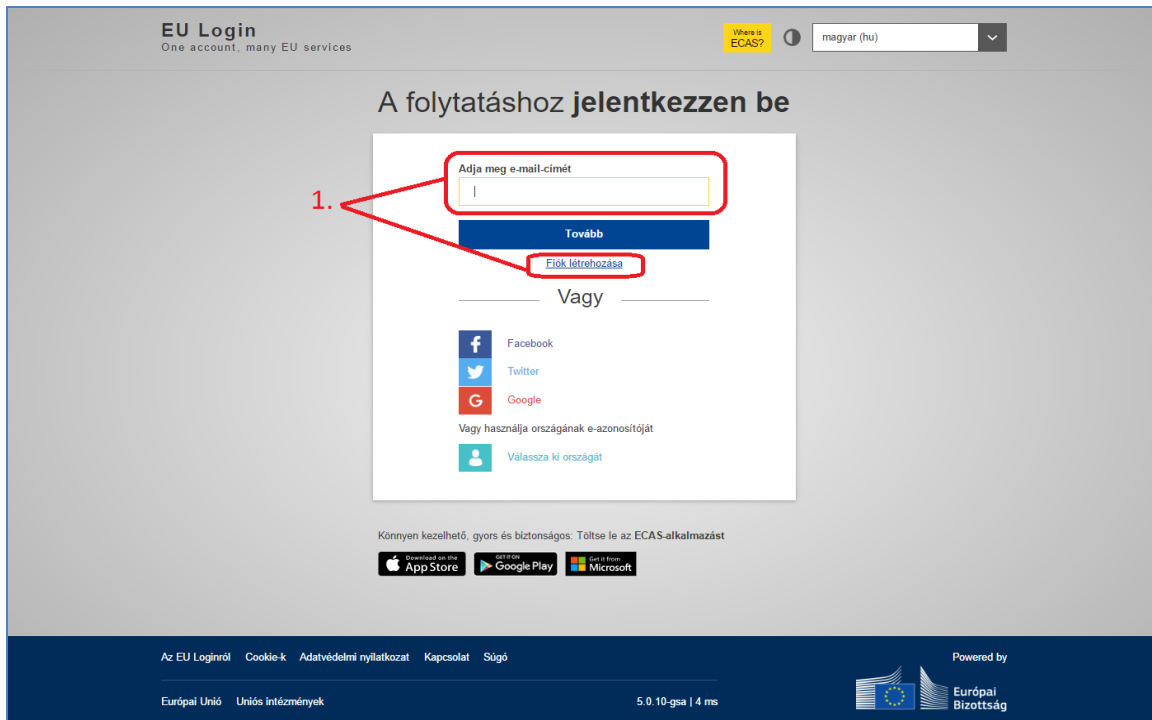 EU Login
One account, many EU services
Where is
ECAS?
magyar (hu)
A folytatáshoz jelentkezzen be
1.
Adja meg e-mail-címét
Tovább
Fiók létrehozása
Vagy
Facebook
Twitter
Google
Vagy használja országának e-azonosítóját
Válassza ki országát
Könnyen kezelhető, gyors és biztonságos: Töltse le az ECAS-alkalmazást
Download on the
App Store
GET IT ON
Google Play
Get it from
Microsoft
Az EU Loginról Cookie-k Adatvédelmi nyilatkozat Kapcsolat Súgó
Powered by
Európai Unió Uniós intézmények
5.0.10-gsa | 4 ms
Európai
Bizottság